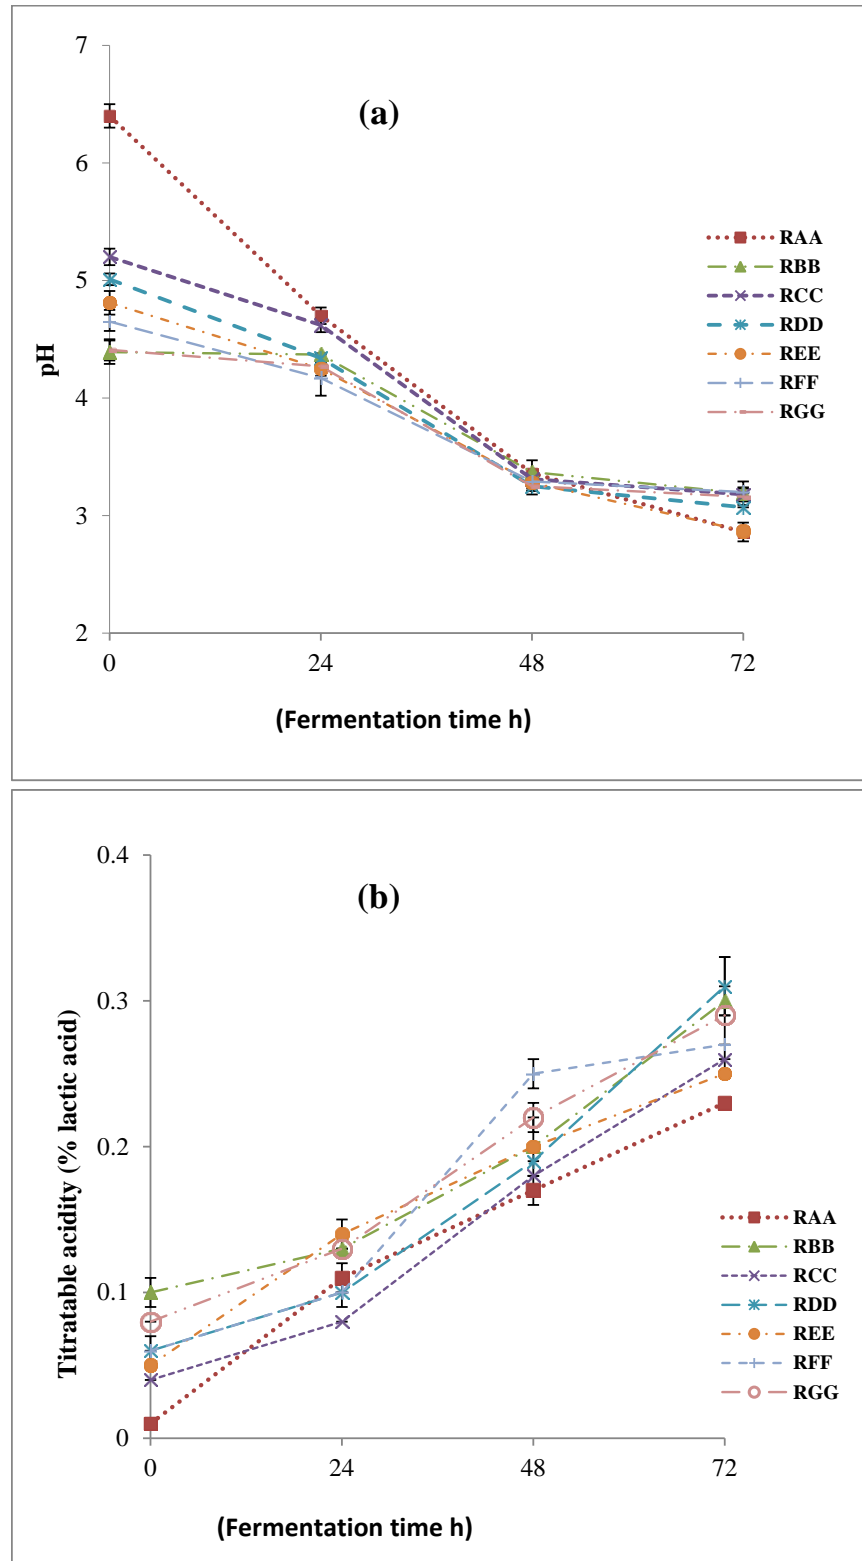 (a)
7
6
5
4
3
2
pH
0 24 48 72
(Fermentation time h)
RAA
RBB
RCC
RDD
REE
RFF
RGG
(b)
0.4
0.3
0.2
0.1
0
Titratable acidity (% lactic acid)
0 24 48 72
(Fermentation time h)
RAA
RBB
RCC
RDD
REE
RFF
RGG